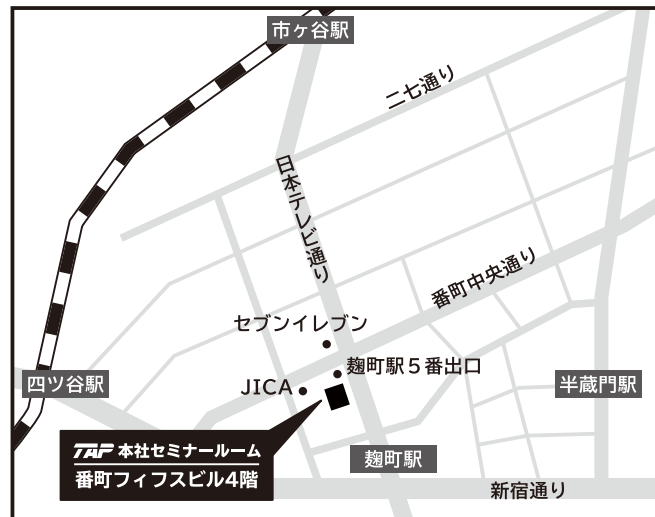 市ヶ谷駅
二七通り
日本テレビ通り
番町中央通り
セブンイレブン
麹町駅5番出口
JICA
四ツ谷駅
半蔵門駅
TAP 本社セミナールーム
番町フィフスビル4階
麹町駅
新宿通り